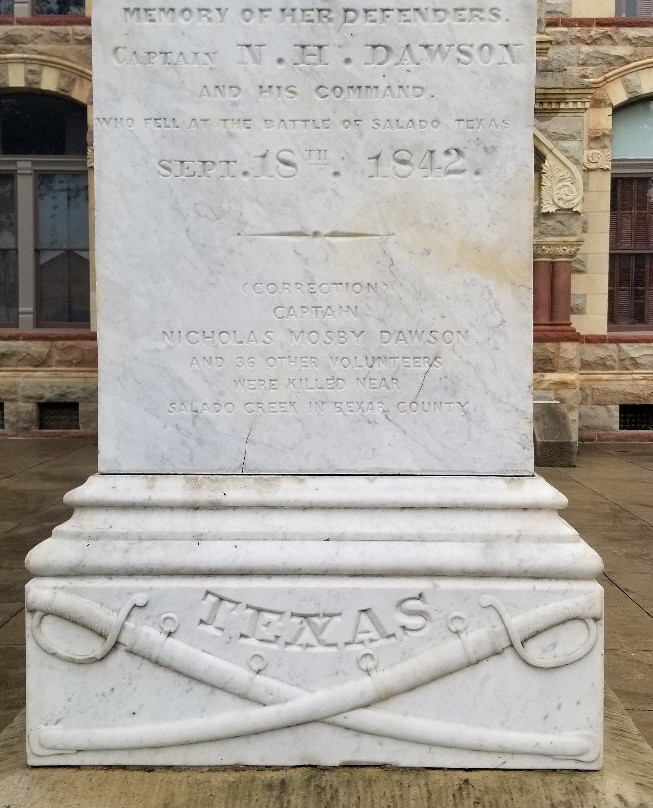 MEMORY OF HER DEFENDERS.
CAPTAIN N. H. DAWSON
AND HIS COMMAND.
WHO FELL AT THE BATTLE OF SALADO TEXAS
SEPT. 18TH. 1842.
(CORRECTION)
CAPTAIN
NICHOLAS MOSBY DAWSON
AND 36 OTHER VOLUNTEERS
WERE KILLED NEAR
SALADO CREEK IN BEXAR COUNTY
TEXAS